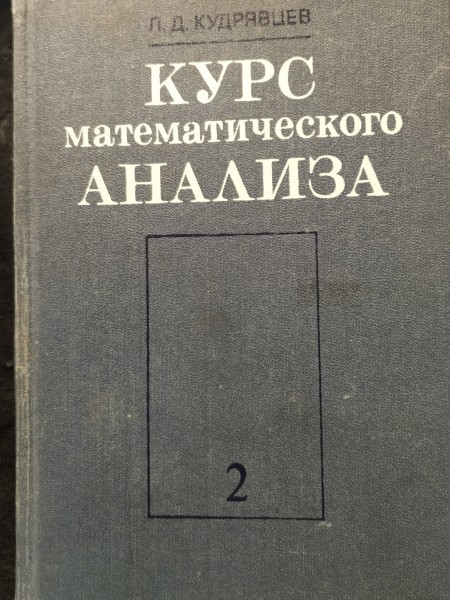 Л. Д. КУДРЯВЦЕВ
КУРС
математического
АНАЛИЗА
2